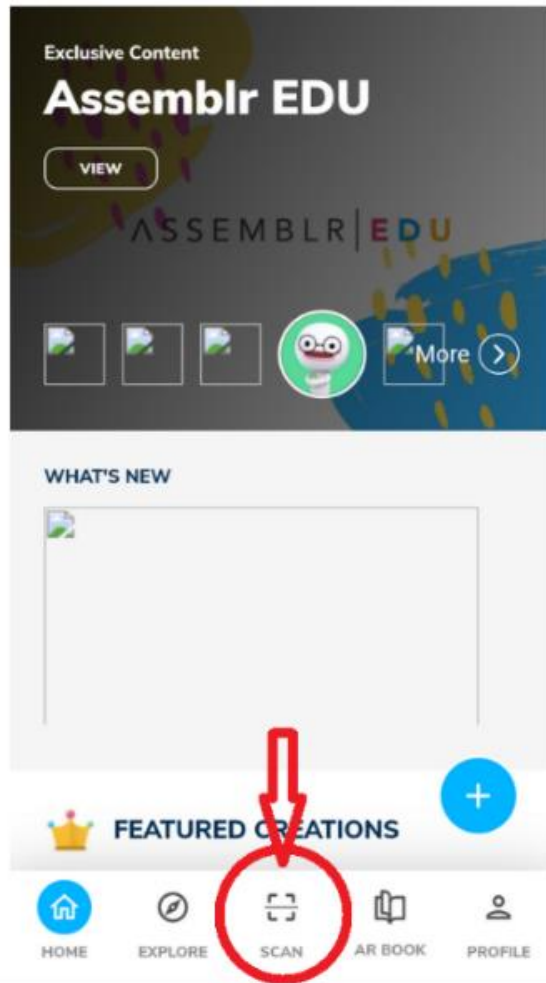 Exclusive Content
Assemblr EDU
VIEW
ASSEMBLR|EDU
More
WHAT'S NEW
FEATURED CREATIONS
HOME EXPLORE SCAN AR BOOK PROFILE